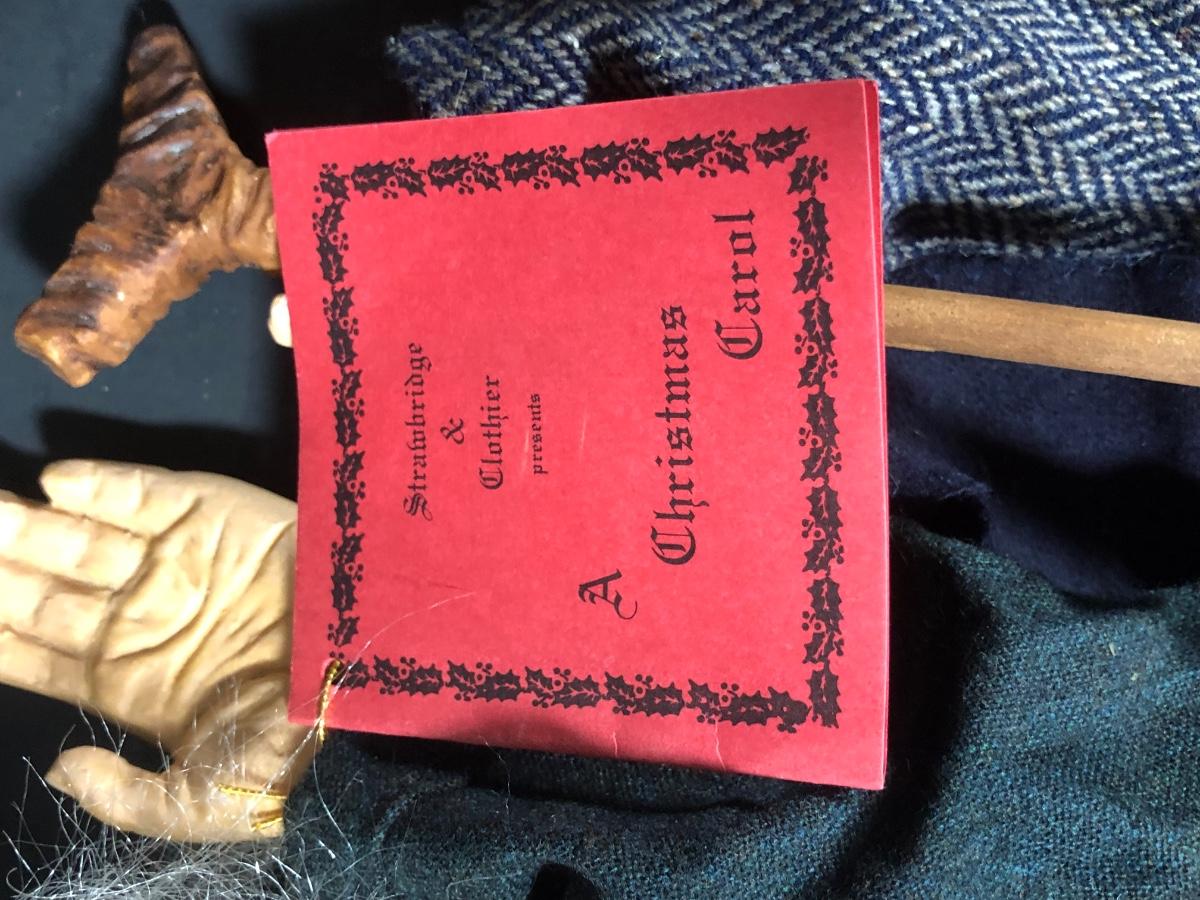 Strawbridge
&
Clothier
presents
A
Christmas
Carol